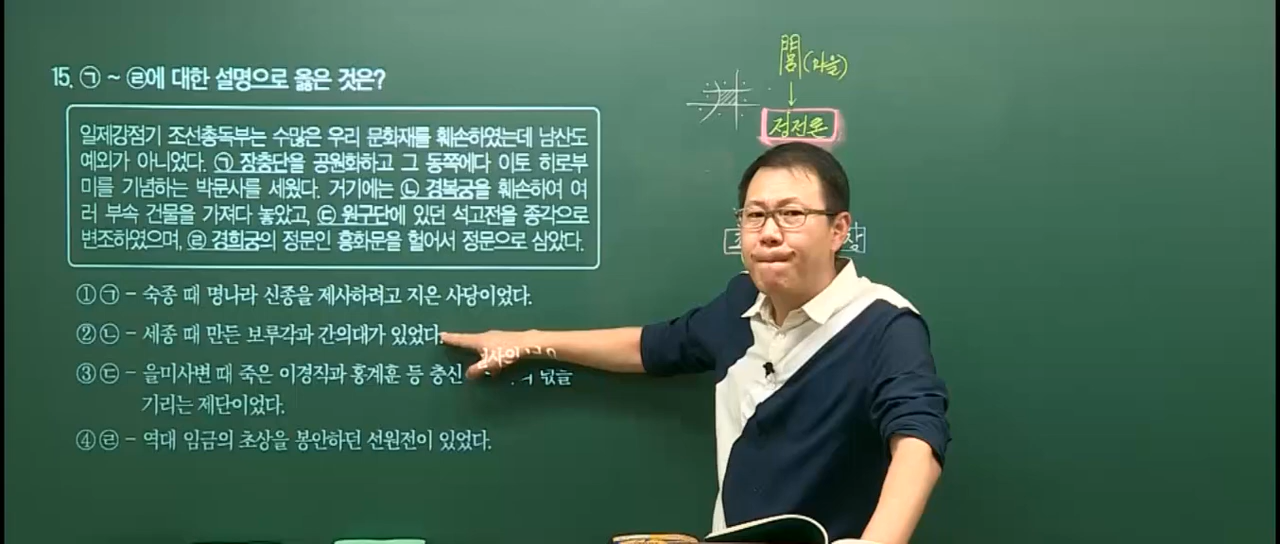 15. ㉠ ~ ㉣에 대한 설명으로 옳은 것은?
일제강점기 조선총독부는 수많은 우리 문화재를 훼손하였는데 남산도
예외가 아니었다. ㉠ 장충단을 공원화하고 그 동쪽에다 이토 히로부
미를 기념하는 박문사를 세웠다. 거기에는 ㉡ 경복궁을 훼손하여 여
러 부속 건물을 가져다 놓았고, ㉢ 원구단에 있던 석고전을 종각으로
변조하였으며, ㉣ 경희궁의 정문인 흥화문을 헐어서 정문으로 삼았다.
① ㉠ - 숙종 때 명나라 신종을 제사하려고 지은 사당이었다.
② ㉡ - 세종 때 만든 보루각과 간의대가 있었다.
③ ㉢ - 을미사변 때 죽은 이경직과 홍계훈 등 충신 넋을
기리는 제단이었다.
④ ㉣ - 역대 임금의 초상을 봉안하던 선원전이 있었다.
閭 (마을)
↓
정전론